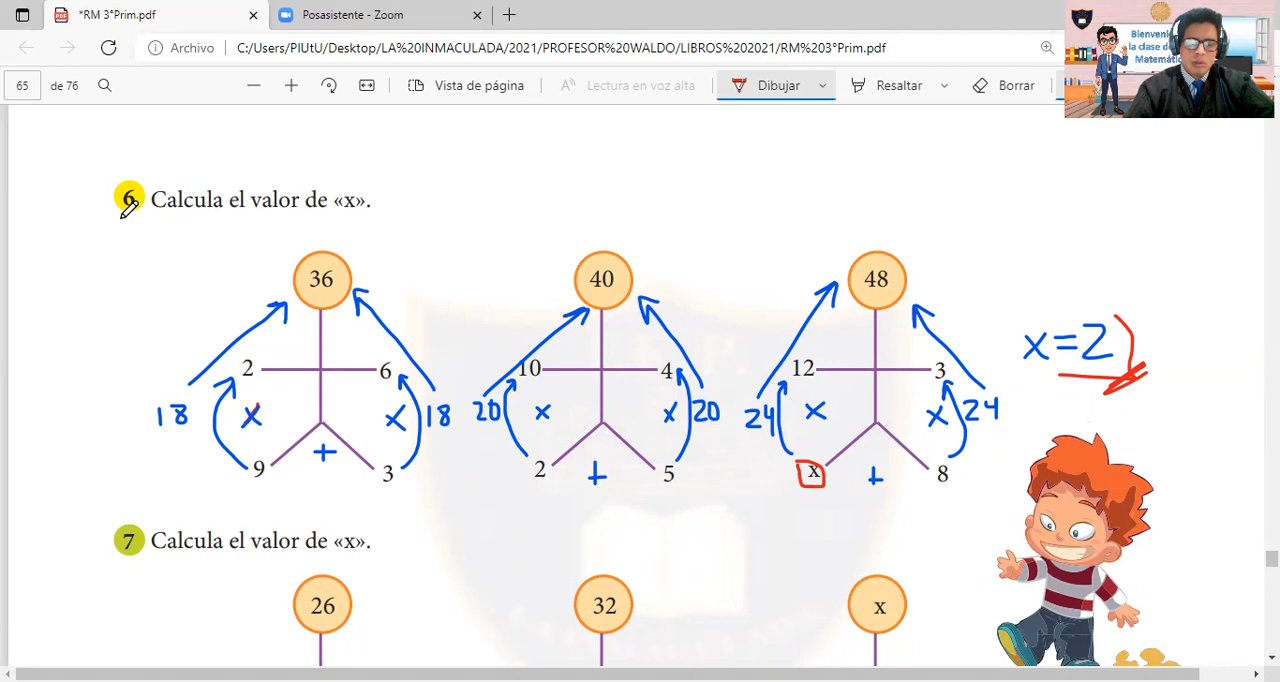 *RM 3°Prim.pdf
Posasistente - Zoom
Archivo
C:/Users/PIUtU/Desktop/LA%20INMACULADA/2021/PROFESOR%20WALDO/LIBROS%202021/RM%203°Prim.pdf
65 de 76
Vista de página
Lectura en voz alta
Dibujar
Resaltar
Borrar
la clase de
6 Calcula el valor de «x».
36 40 48
x = 2
2 6 10 4 12 3
18 x x 18 20 x x 20 24 x x 24
+ + +
9 3 2 5 x 8
7 Calcula el valor de «x».
26 32 x